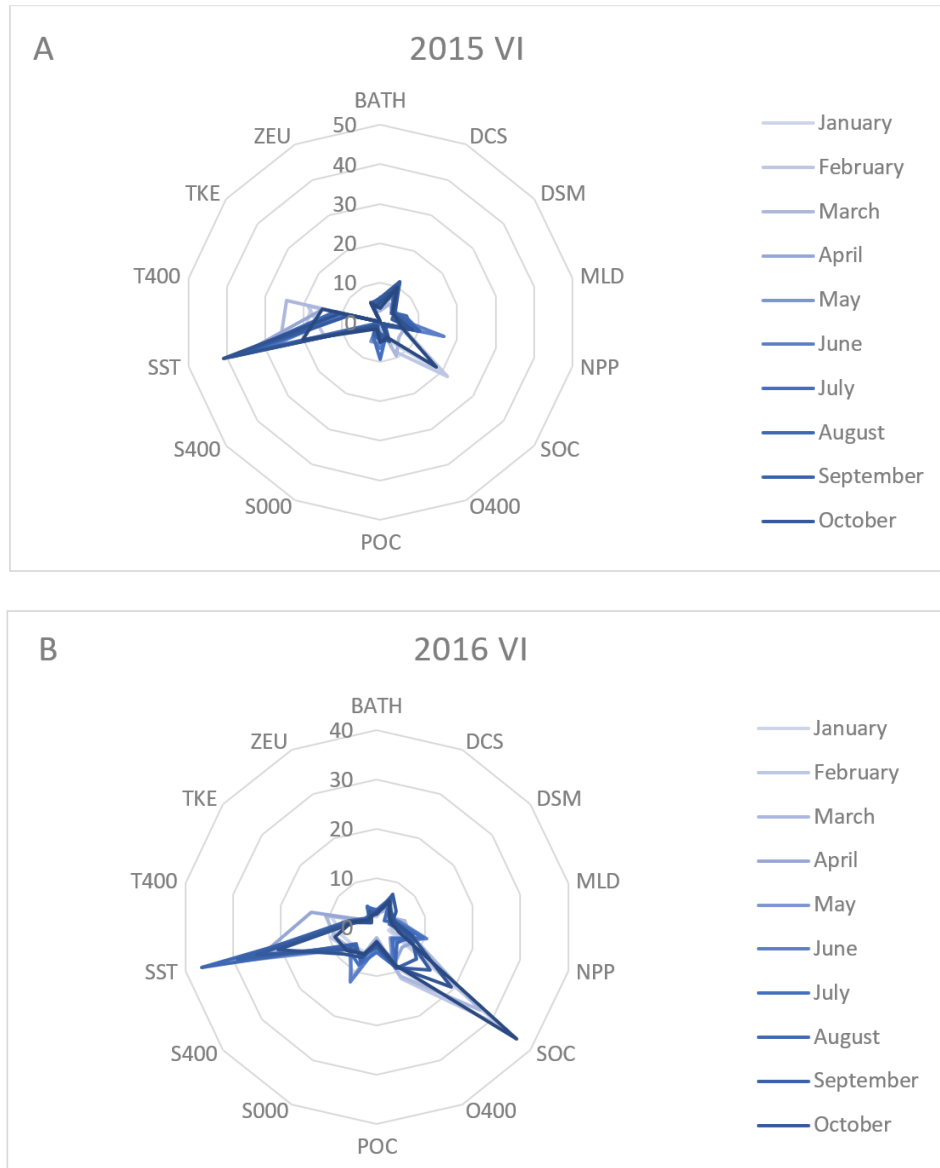 A
2015 VI
BATH
DCS
DSM
MLD
NPP
SOC
O400
POC
S000
S400
SST
T400
TKE
ZEU
50
40
30
20
10
0
January
February
March
April
May
June
July
August
September
October
B
2016 VI
BATH
DCS
DSM
MLD
NPP
SOC
O400
POC
S000
S400
SST
T400
TKE
ZEU
40
30
20
10
0
January
February
March
April
May
June
July
August
September
October